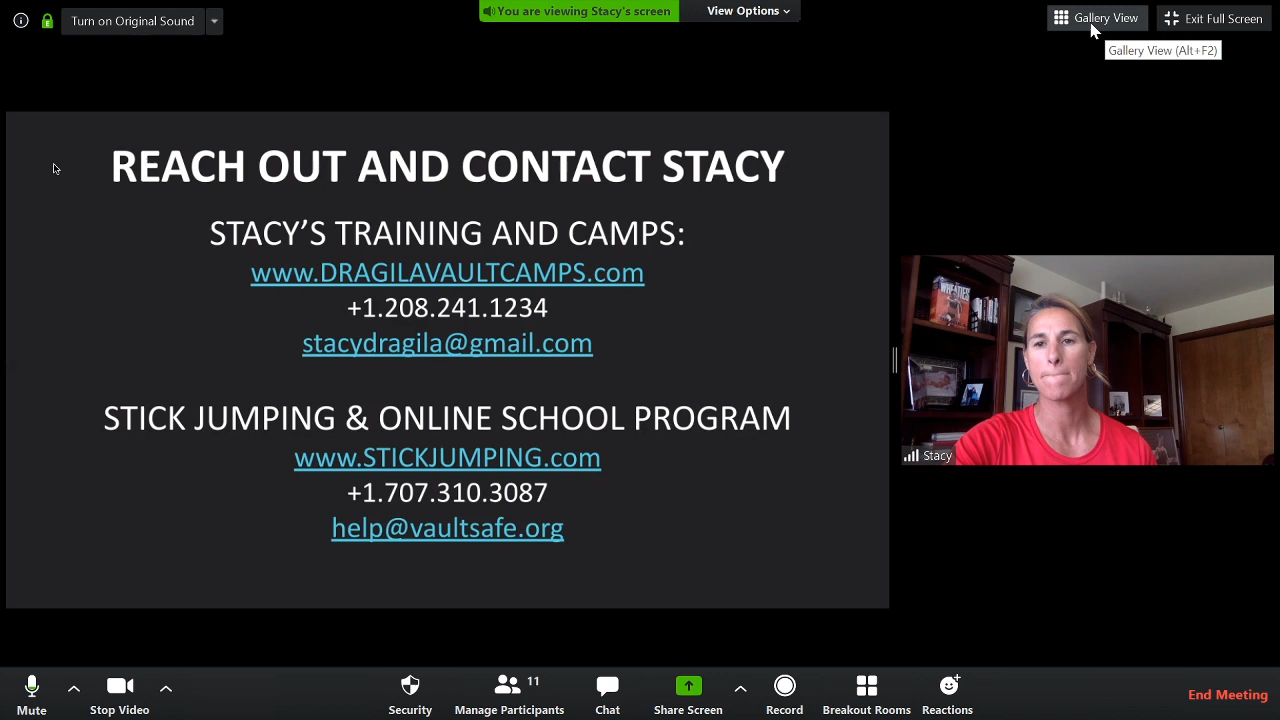 Turn on Original Sound
You are viewing Stacy's screen
View Options
Gallery View
Exit Full Screen
Gallery View (Alt+F2)
REACH OUT AND CONTACT STACY
STACY'S TRAINING AND CAMPS:
www.DRAGILAVAULTCAMPS.com
+1.208.241.1234
stacydragila@gmail.com
STICK JUMPING & ONLINE SCHOOL PROGRAM
www.STICKJUMPING.com
+1.707.310.3087
help@vaultsafe.org
WHEATIES
Stacy
Mute
Stop Video
Security
11
Manage Participants
Chat
Share Screen
Record
Breakout Rooms
Reactions
End Meeting